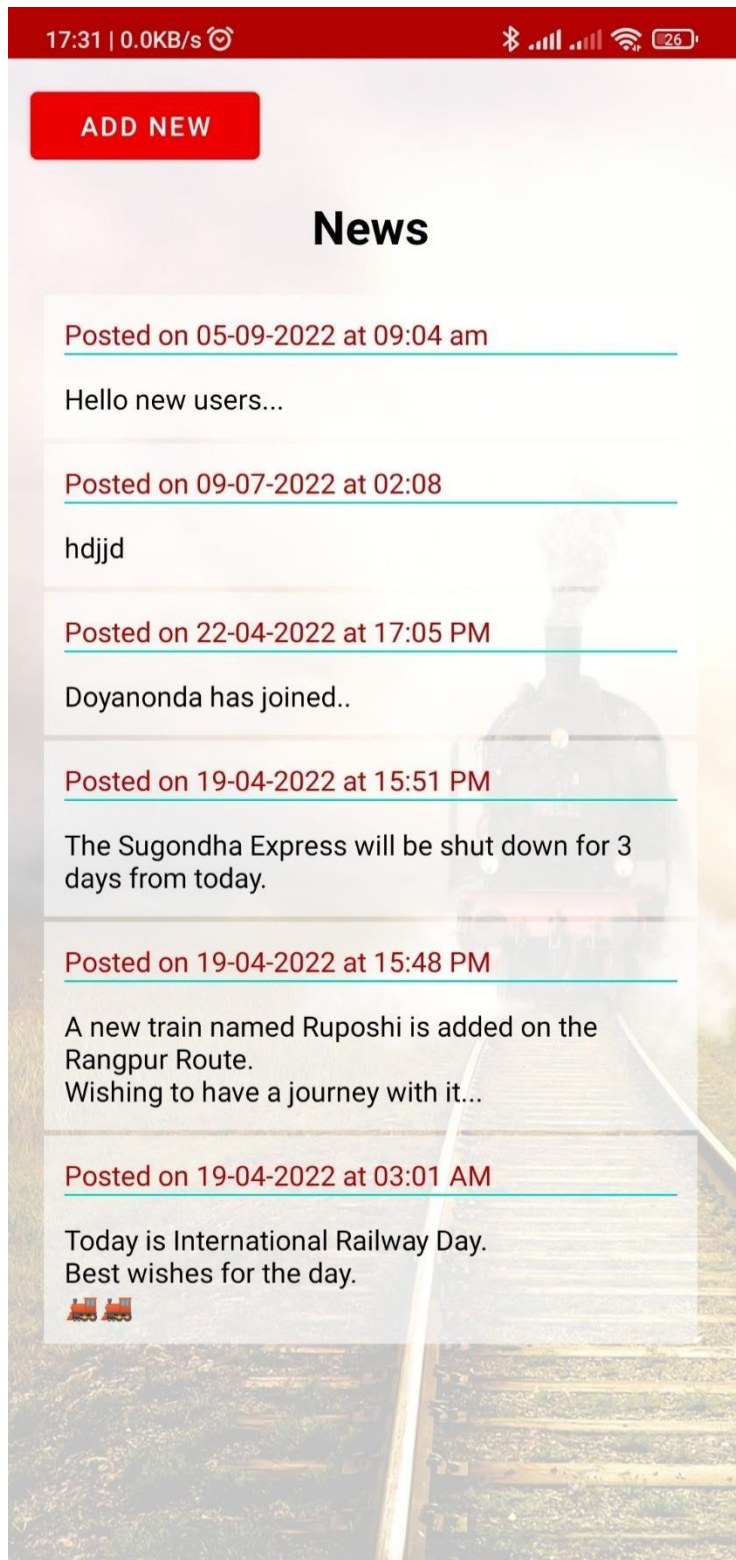 17:31 | 0.0KB/s
26
ADD NEW
News
Posted on 05-09-2022 at 09:04 am
Hello new users...
Posted on 09-07-2022 at 02:08
hdjjd
Posted on 22-04-2022 at 17:05 PM
Doyanonda has joined..
Posted on 19-04-2022 at 15:51 PM
The Sugondha Express will be shut down for 3
days from today.
Posted on 19-04-2022 at 15:48 PM
A new train named Ruposhi is added on the
Rangpur Route.
Wishing to have a journey with it...
Posted on 19-04-2022 at 03:01 AM
Today is International Railway Day.
Best wishes for the day.
🚂🚂